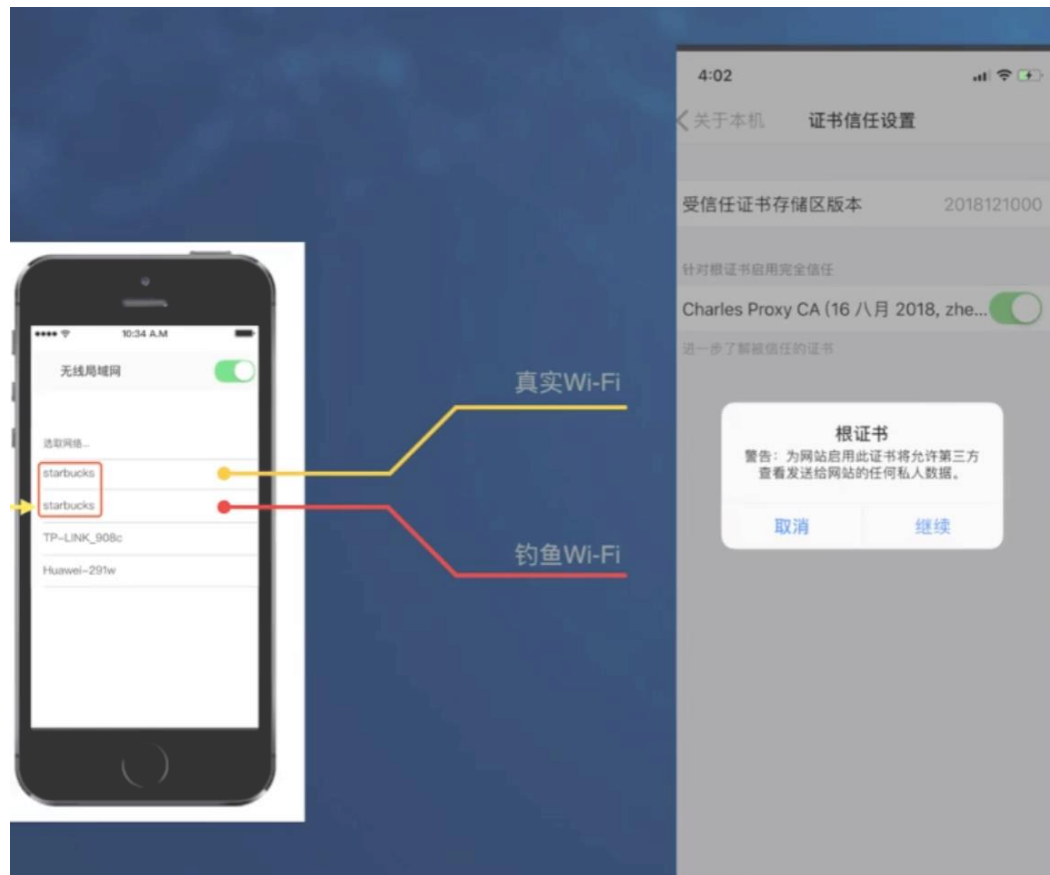 10:34 A.M
无线局域网
选取网络...
starbucks
starbucks
TP-LINK_908c
Huawei-291w
真实Wi-Fi
钓鱼Wi-Fi
4:02
关于本机 证书信任设置
受信任证书存储区版本 2018121000
针对根证书启用完全信任
Charles Proxy CA (16 八月 2018, zhe...
进一步了解被信任的证书
根证书
警告：为网站启用此证书将允许第三方
查看发送给网站的任何私人数据。
取消 继续